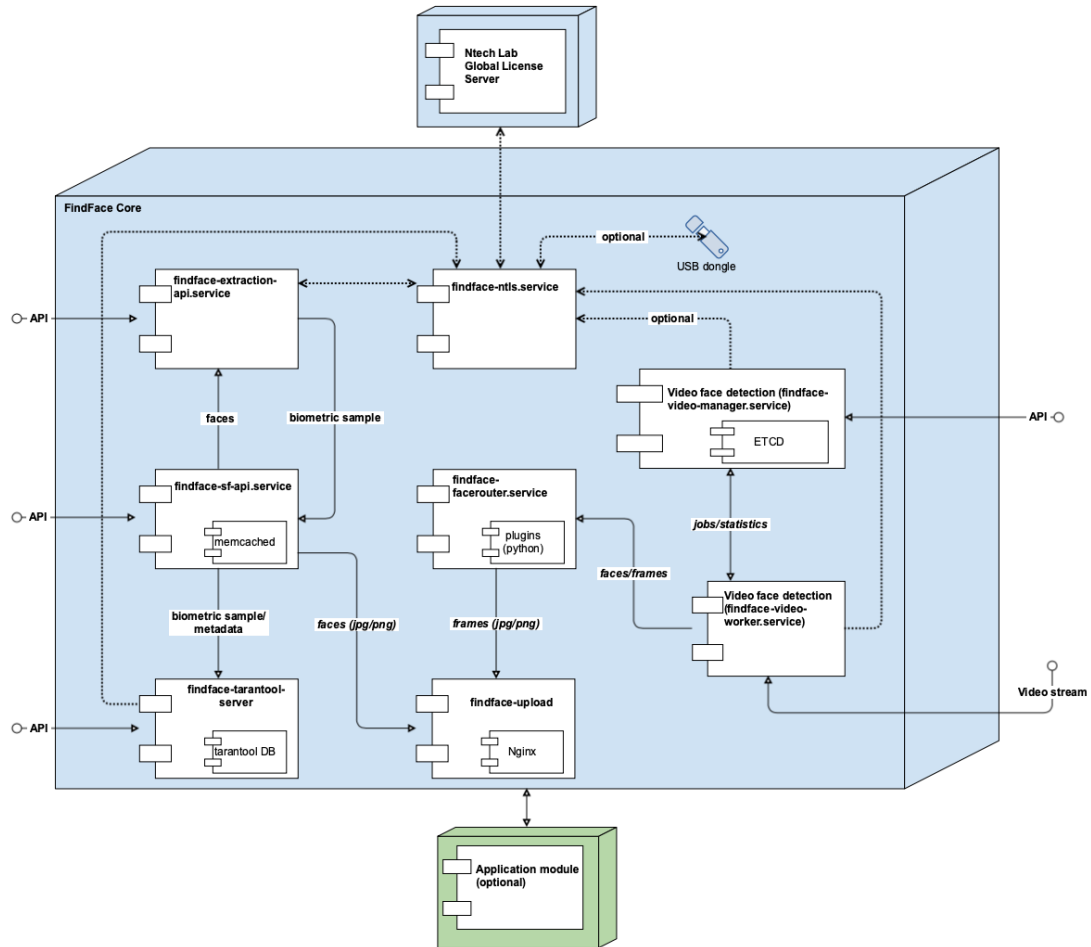 Ntech Lab
Global License
Server
FindFace Core
optional
USB dongle
findface-extraction-
api.service
findface-ntls.service
API
optional
Video face detection (findface-
video-manager.service)
ETCD
API
faces
biometric sample
findface-sf-api.service
memcached
API
findface-
facerouter.service
plugins
(python)
jobs/statistics
faces/frames
Video face detection
(findface-video-
worker.service)
biometric sample/
metadata
faces (jpg/png)
frames (jpg/png)
Video stream
findface-tarantool-
server
tarantool DB
API
findface-upload
Nginx
Application module
(optional)